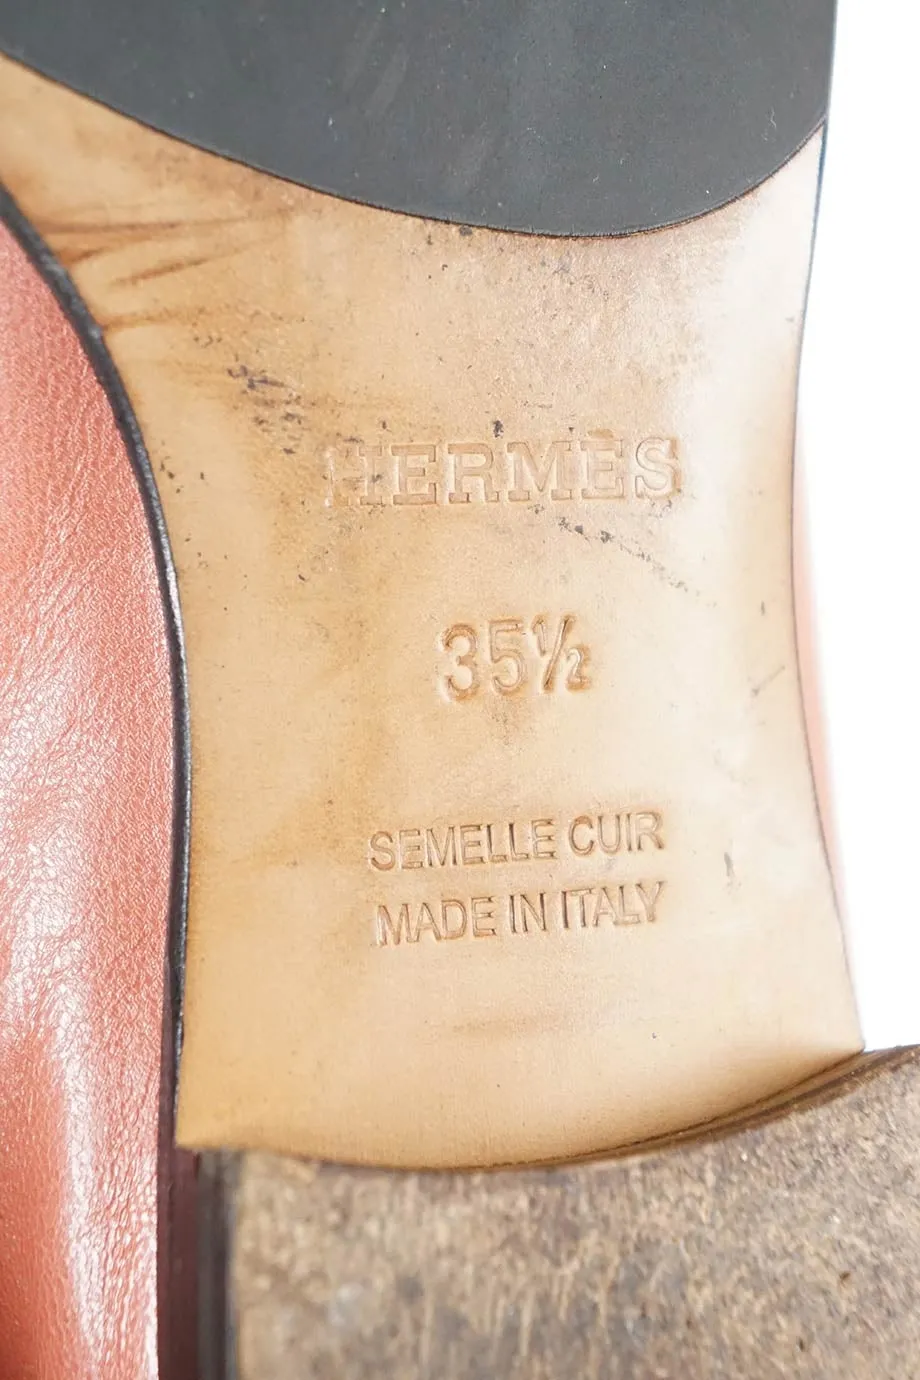 HERMÈS
35½
SEMELLE CUIR
MADE IN ITALY